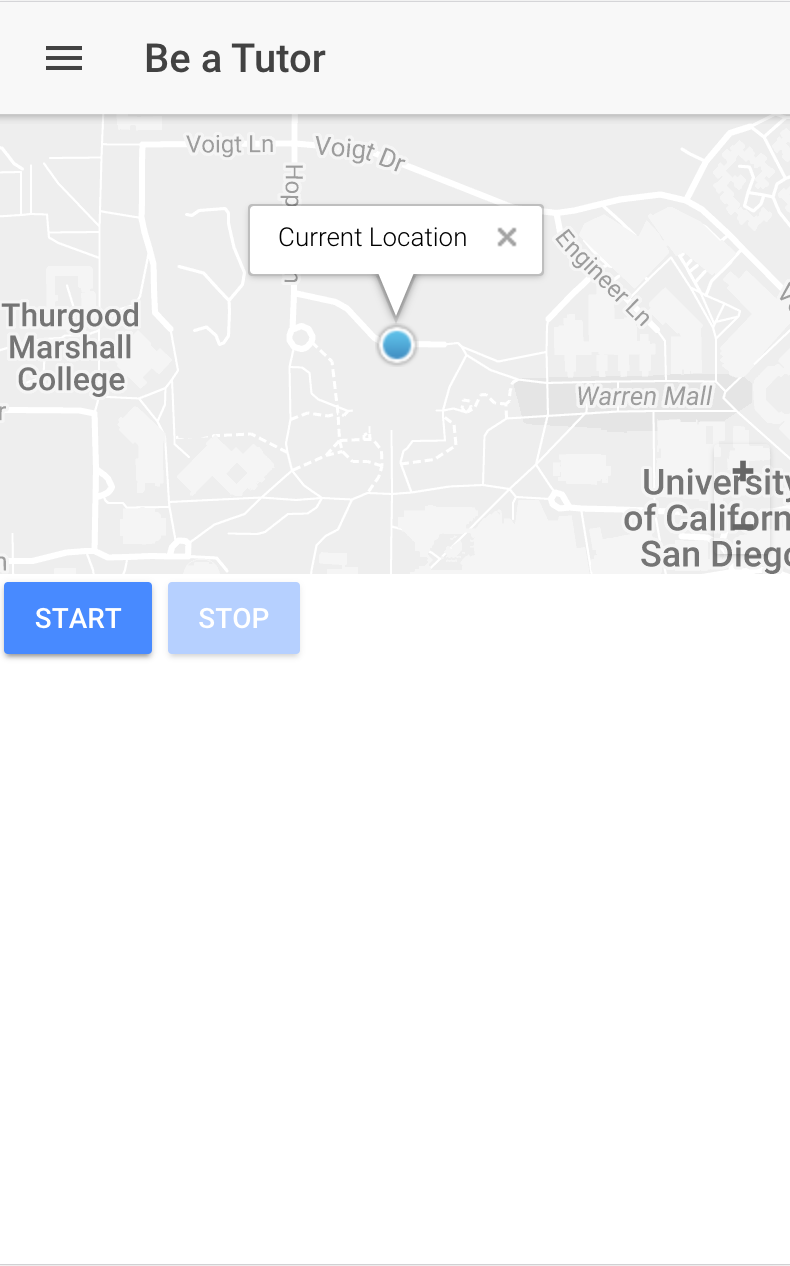 Be a Tutor
Voigt Ln
Voigt Dr
Current Location
Engineer Ln
Thurgood
Marshall
College
Warren Mall
University
of Californ
San Diego
START
STOP